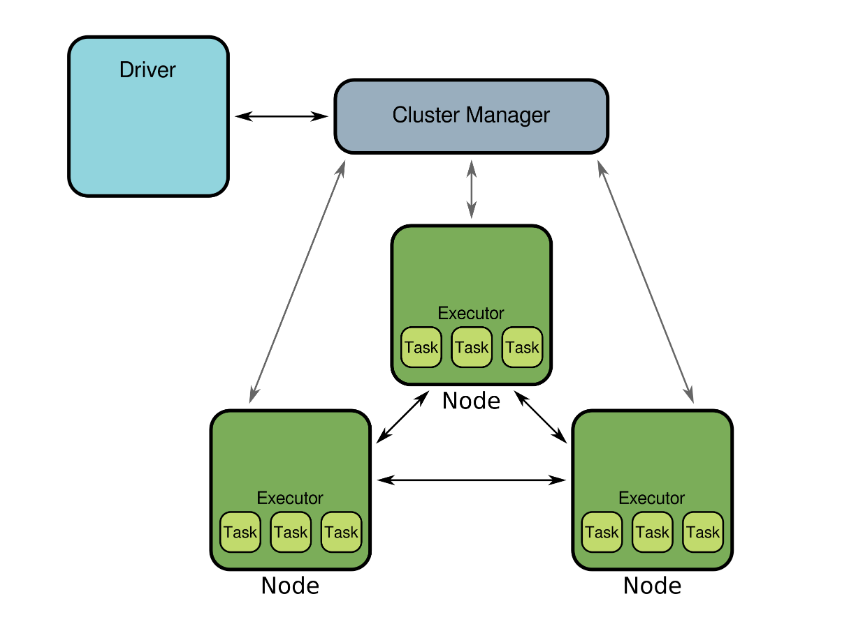 Driver
Cluster Manager
Executor
Task Task Task
Node
Executor
Task Task Task
Node
Executor
Task Task Task
Node